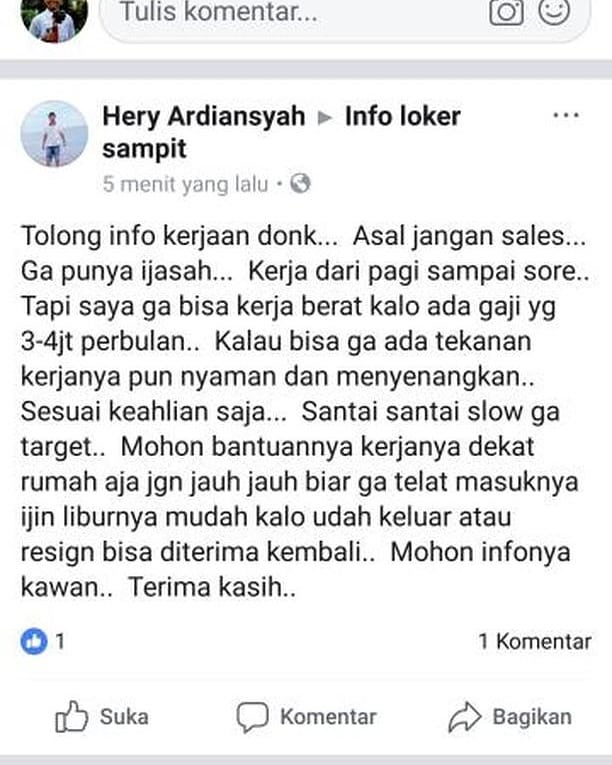 Tulis komentar...
Hery Ardiansyah ▶ Info loker
sampit
5 menit yang lalu •
Tolong info kerjaan donk... Asal jangan sales...
Ga punya ijasah... Kerja dari pagi sampai sore..
Tapi saya ga bisa kerja berat kalo ada gaji yg
3-4jt perbulan.. Kalau bisa ga ada tekanan
kerjanya pun nyaman dan menyenangkan..
Sesuai keahlian saja... Santai santai slow ga
target.. Mohon bantuannya kerjanya dekat
rumah aja jgn jauh jauh biar ga telat masuknya
ijin liburnya mudah kalo udah keluar atau
resign bisa diterima kembali.. Mohon infonya
kawan.. Terima kasih..
1 1 Komentar
Suka Komentar Bagikan